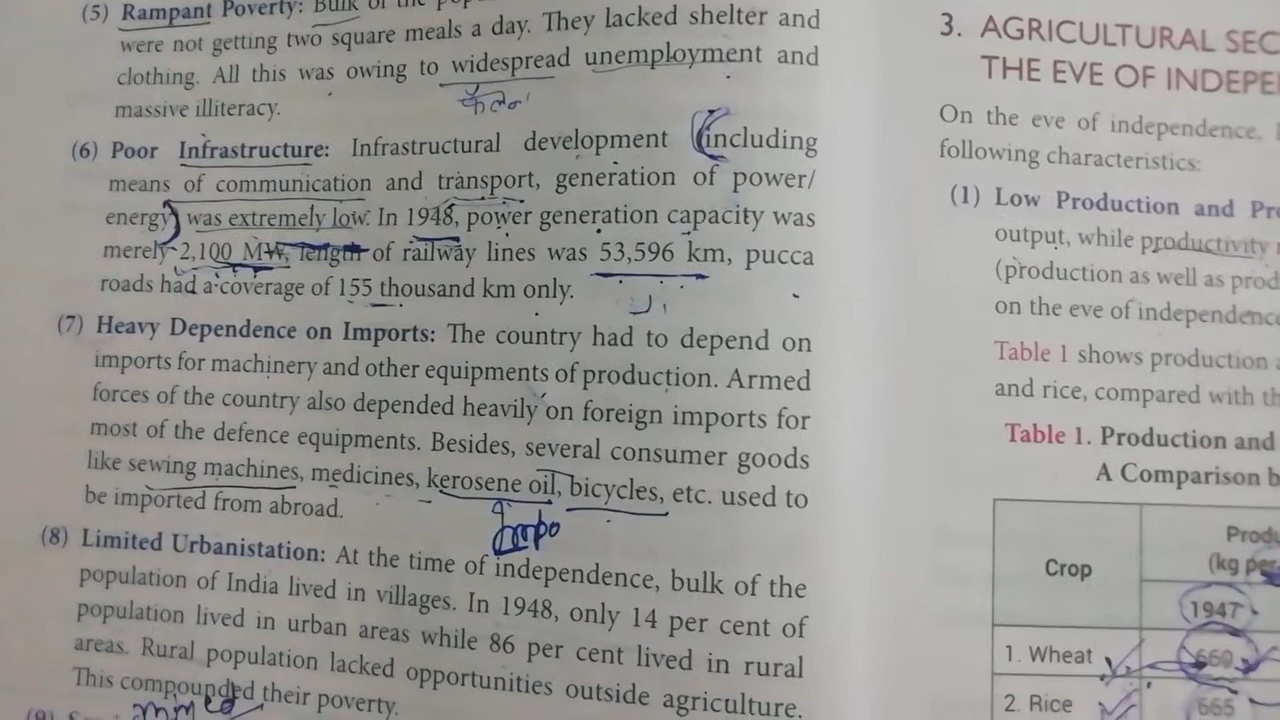 (5) Rampant Poverty: Bulk of the
were not getting two square meals a day. They lacked shelter and
clothing. All this was owing to widespread unemployment and
massive illiteracy.
(6) Poor Infrastructure: Infrastructural development (including
means of communication and transport, generation of power/
energy) was extremely low. In 1948, power generation capacity was
merely 2,100 MW, length of railway lines was 53,596 km, pucca
roads had a coverage of 155 thousand km only.
(7) Heavy Dependence on Imports: The country had to depend on
imports for machinery and other equipments of production. Armed
forces of the country also depended heavily on foreign imports for
most of the defence equipments. Besides, several consumer goods
like sewing machines, medicines, kerosene oil, bicycles, etc. used to
be imported from abroad.
Impo
(8) Limited Urbanistation: At the time of independence, bulk of the
population of India lived in villages. In 1948, only 14 per cent of
population lived in urban areas while 86 per cent lived in rural
areas. Rural population lacked opportunities outside agriculture.
This compounded their poverty.
3. AGRICULTURAL SEC
THE EVE OF INDEPE
On the eve of independence,
following characteristics:
(1) Low Production and Pr
output, while productivity
(production as well as prod
on the eve of independence
Table 1 shows production
and rice, compared with th
Table 1. Production and
A Comparison b
Crop
Produ
(kg per
1947
1. Wheat 660
2. Rice 665